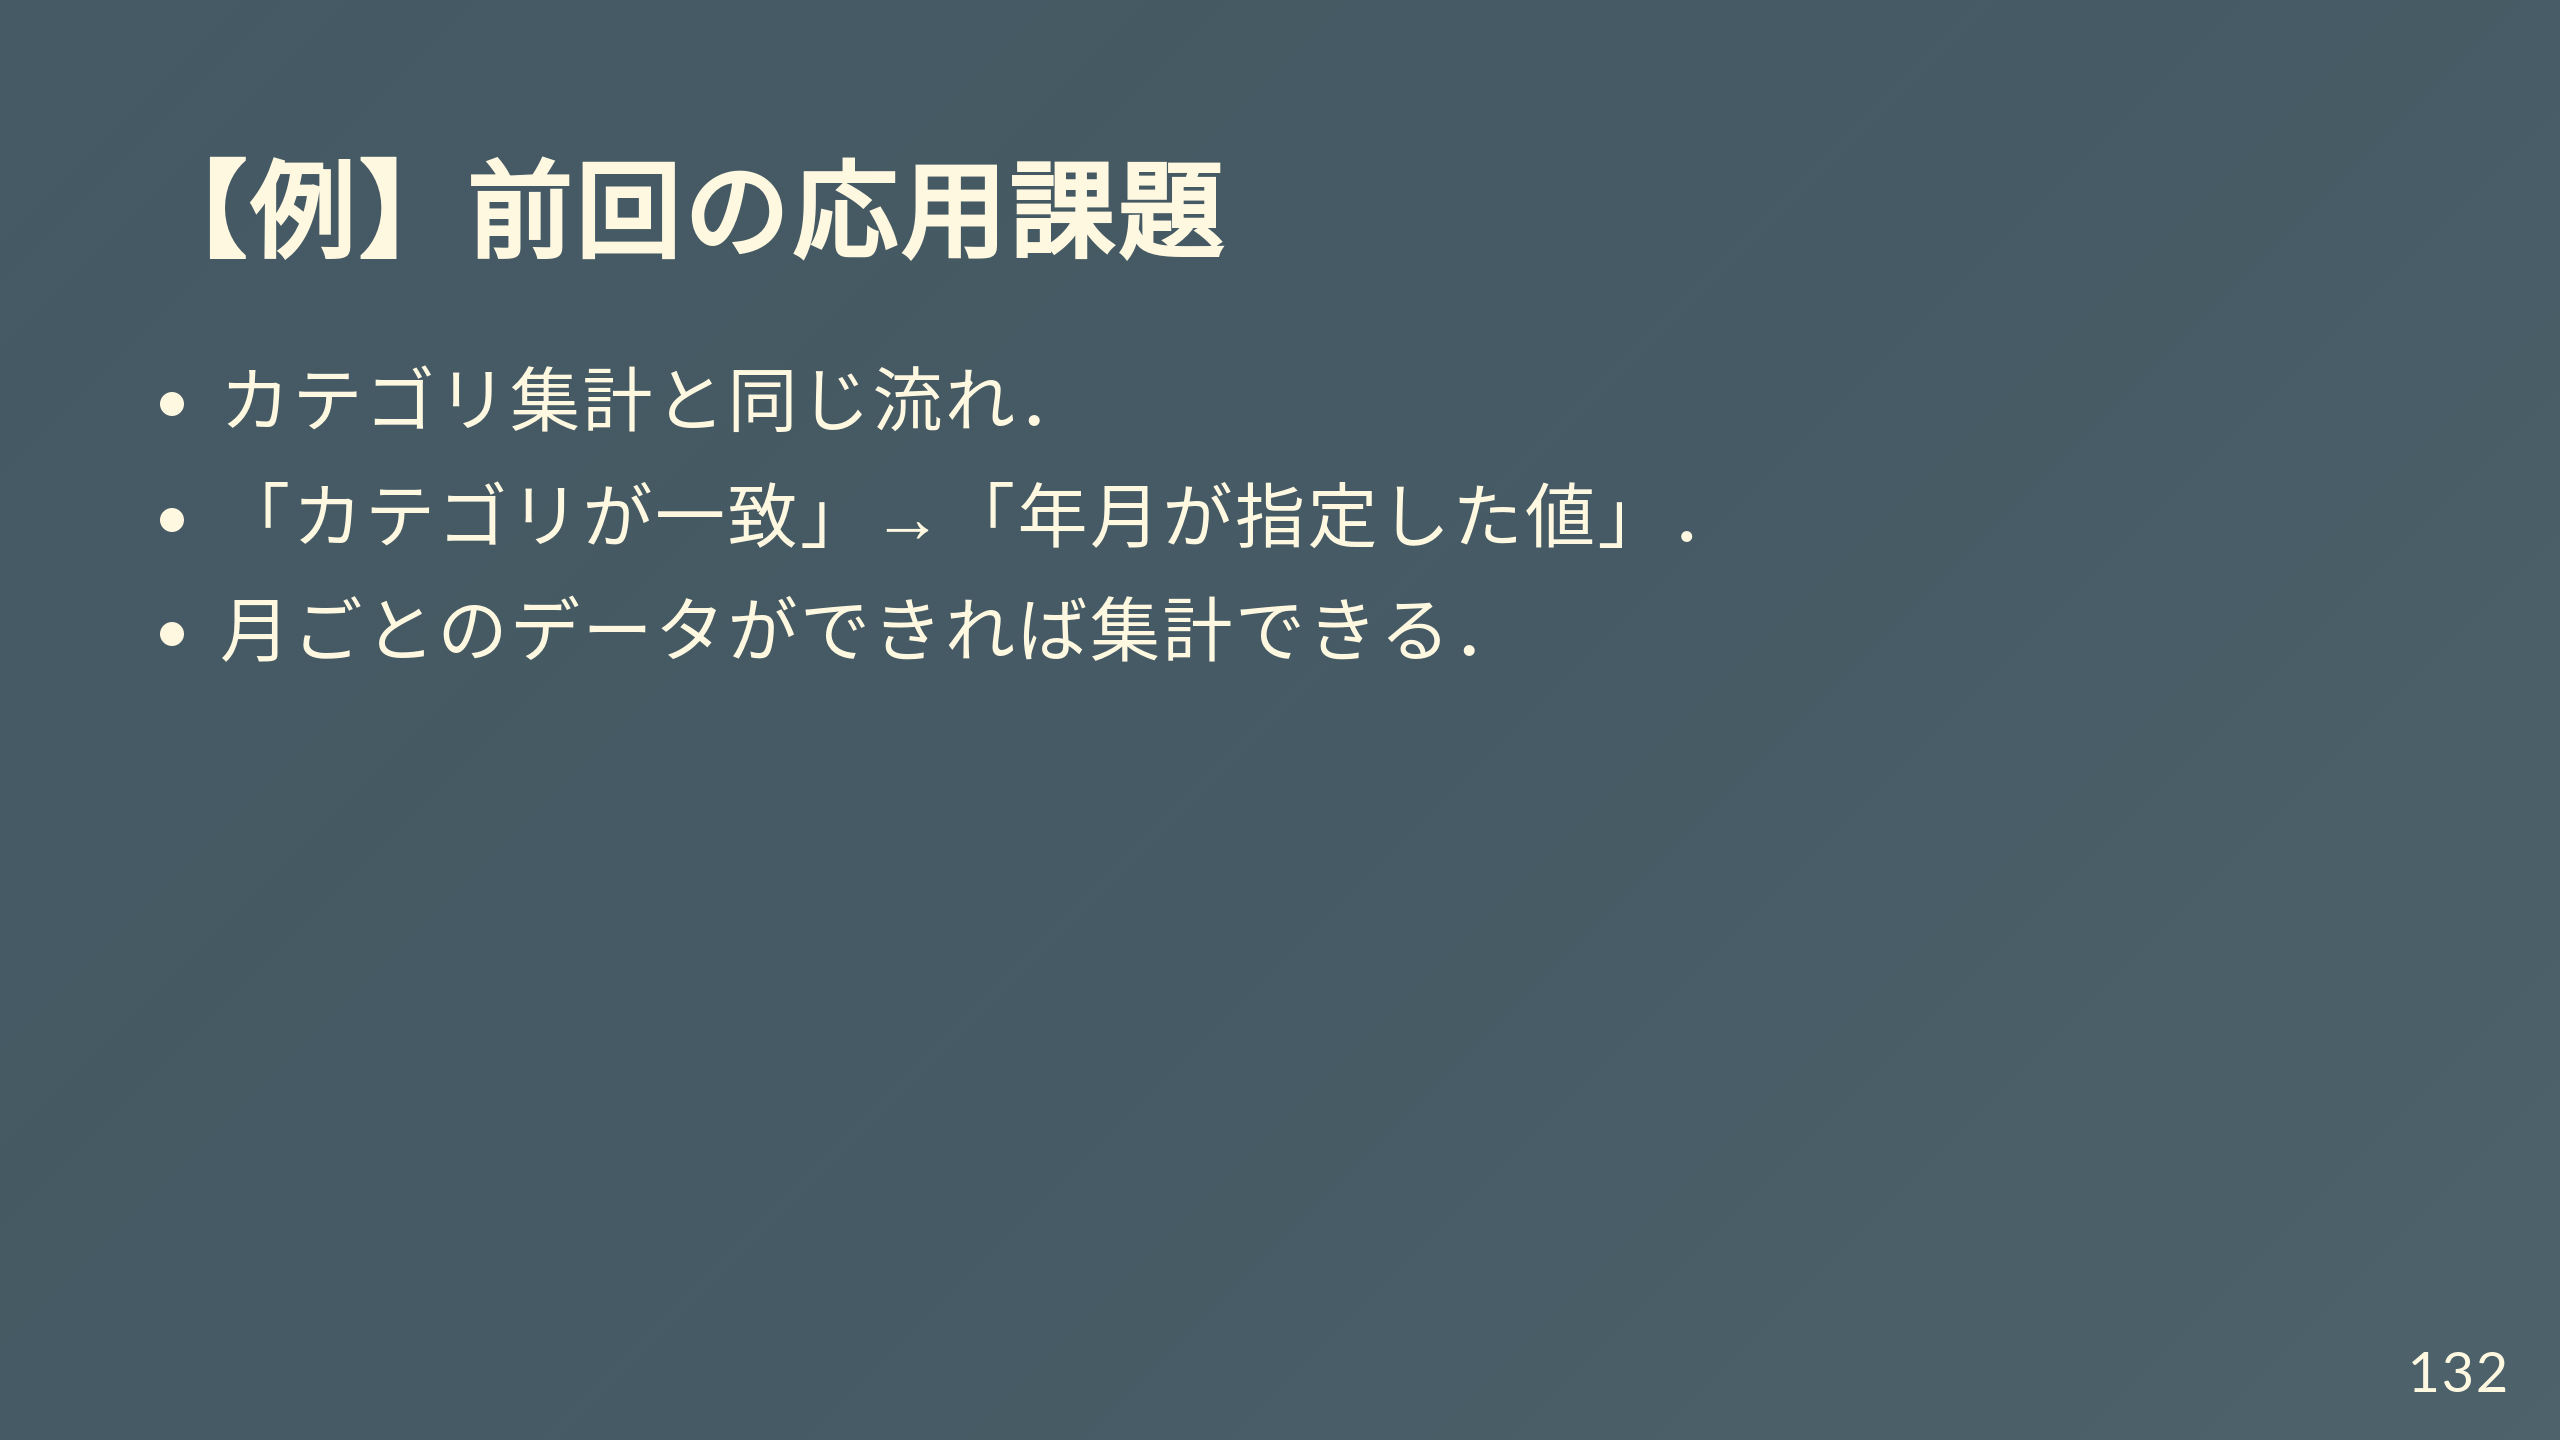 【例】前回の応用課題
• カテゴリ集計と同じ流れ．
• 「カテゴリが一致」→「年月が指定した値」．
• 月ごとのデータができれば集計できる．
132